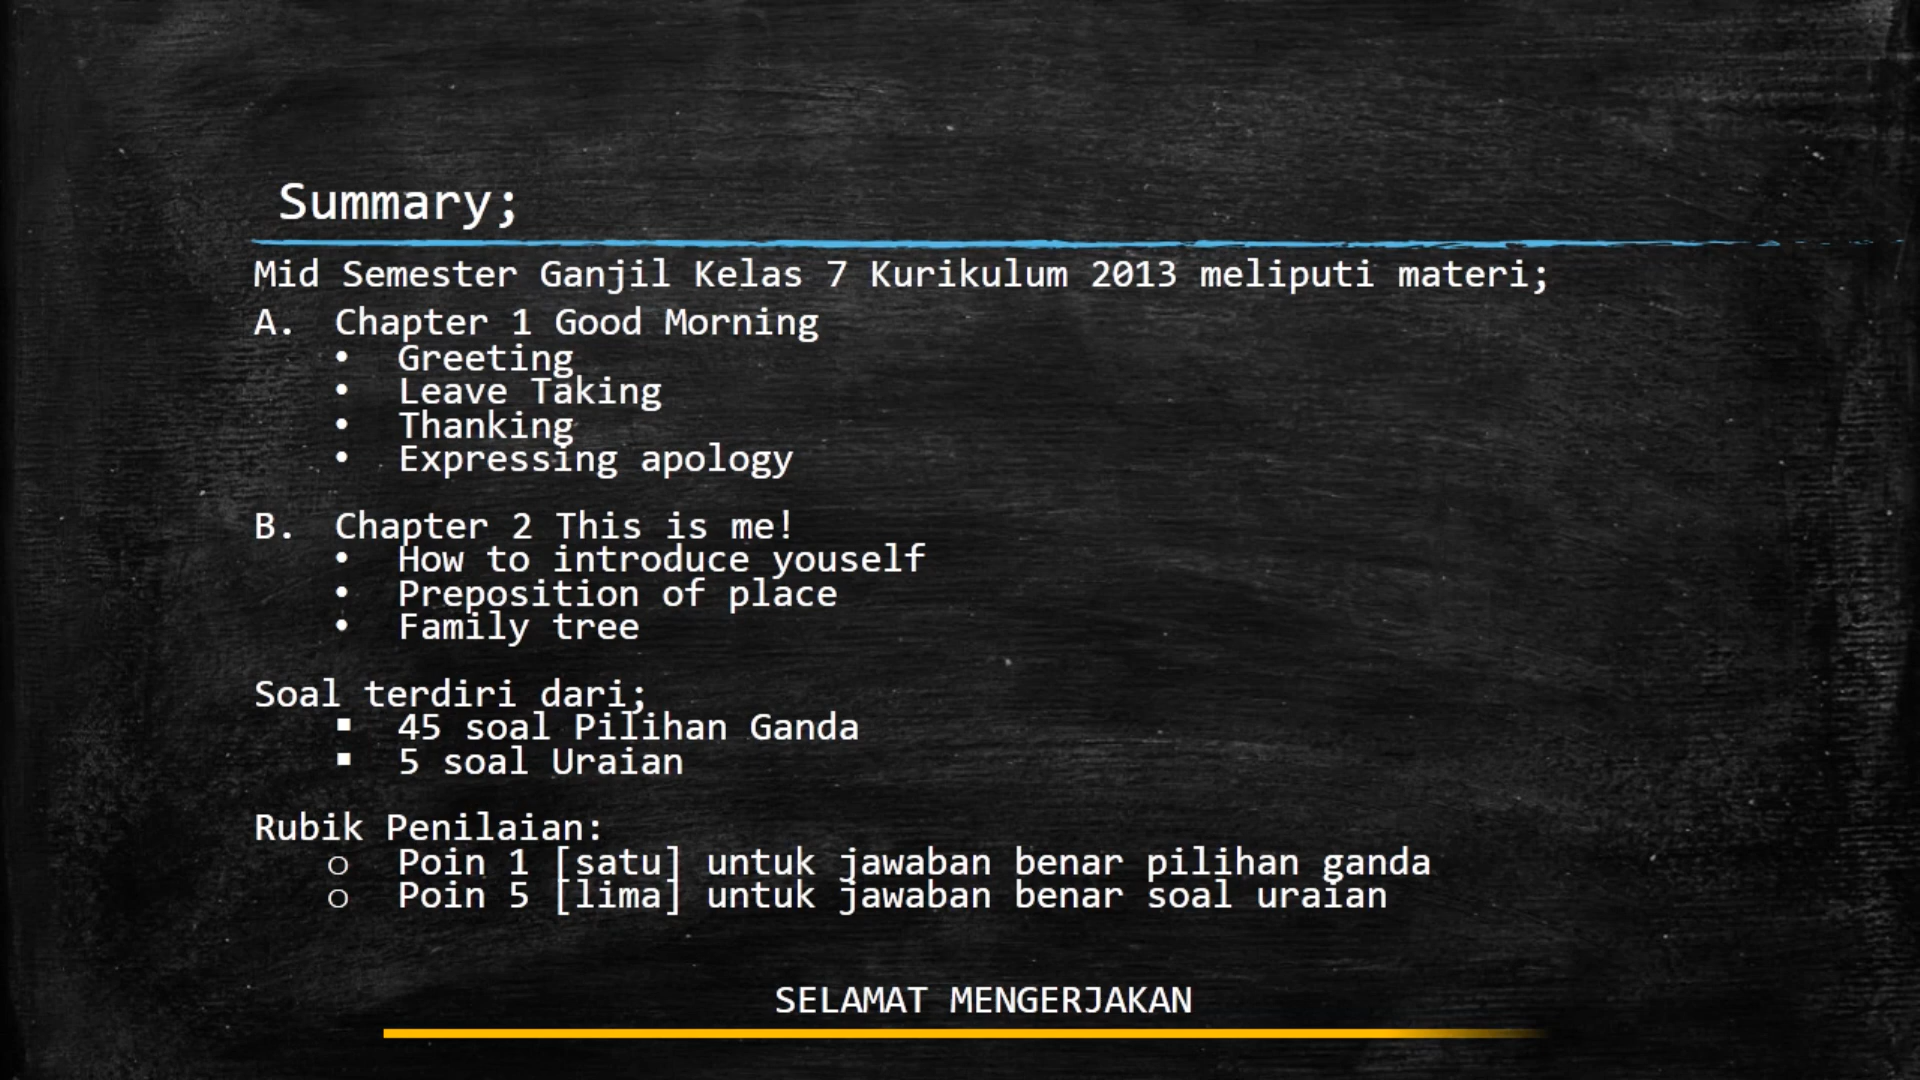 Summary;
Mid Semester Ganjil Kelas 7 Kurikulum 2013 meliputi materi;
A. Chapter 1 Good Morning
• Greeting
• Leave Taking
• Thanking
• Expressing apology
B. Chapter 2 This is me!
• How to introduce youself
• Preposition of place
• Family tree
Soal terdiri dari;
▪ 45 soal Pilihan Ganda
▪ 5 soal Uraian
Rubik Penilaian:
o Poin 1 [satu] untuk jawaban benar pilihan ganda
o Poin 5 [lima] untuk jawaban benar soal uraian
SELAMAT MENGERJAKAN